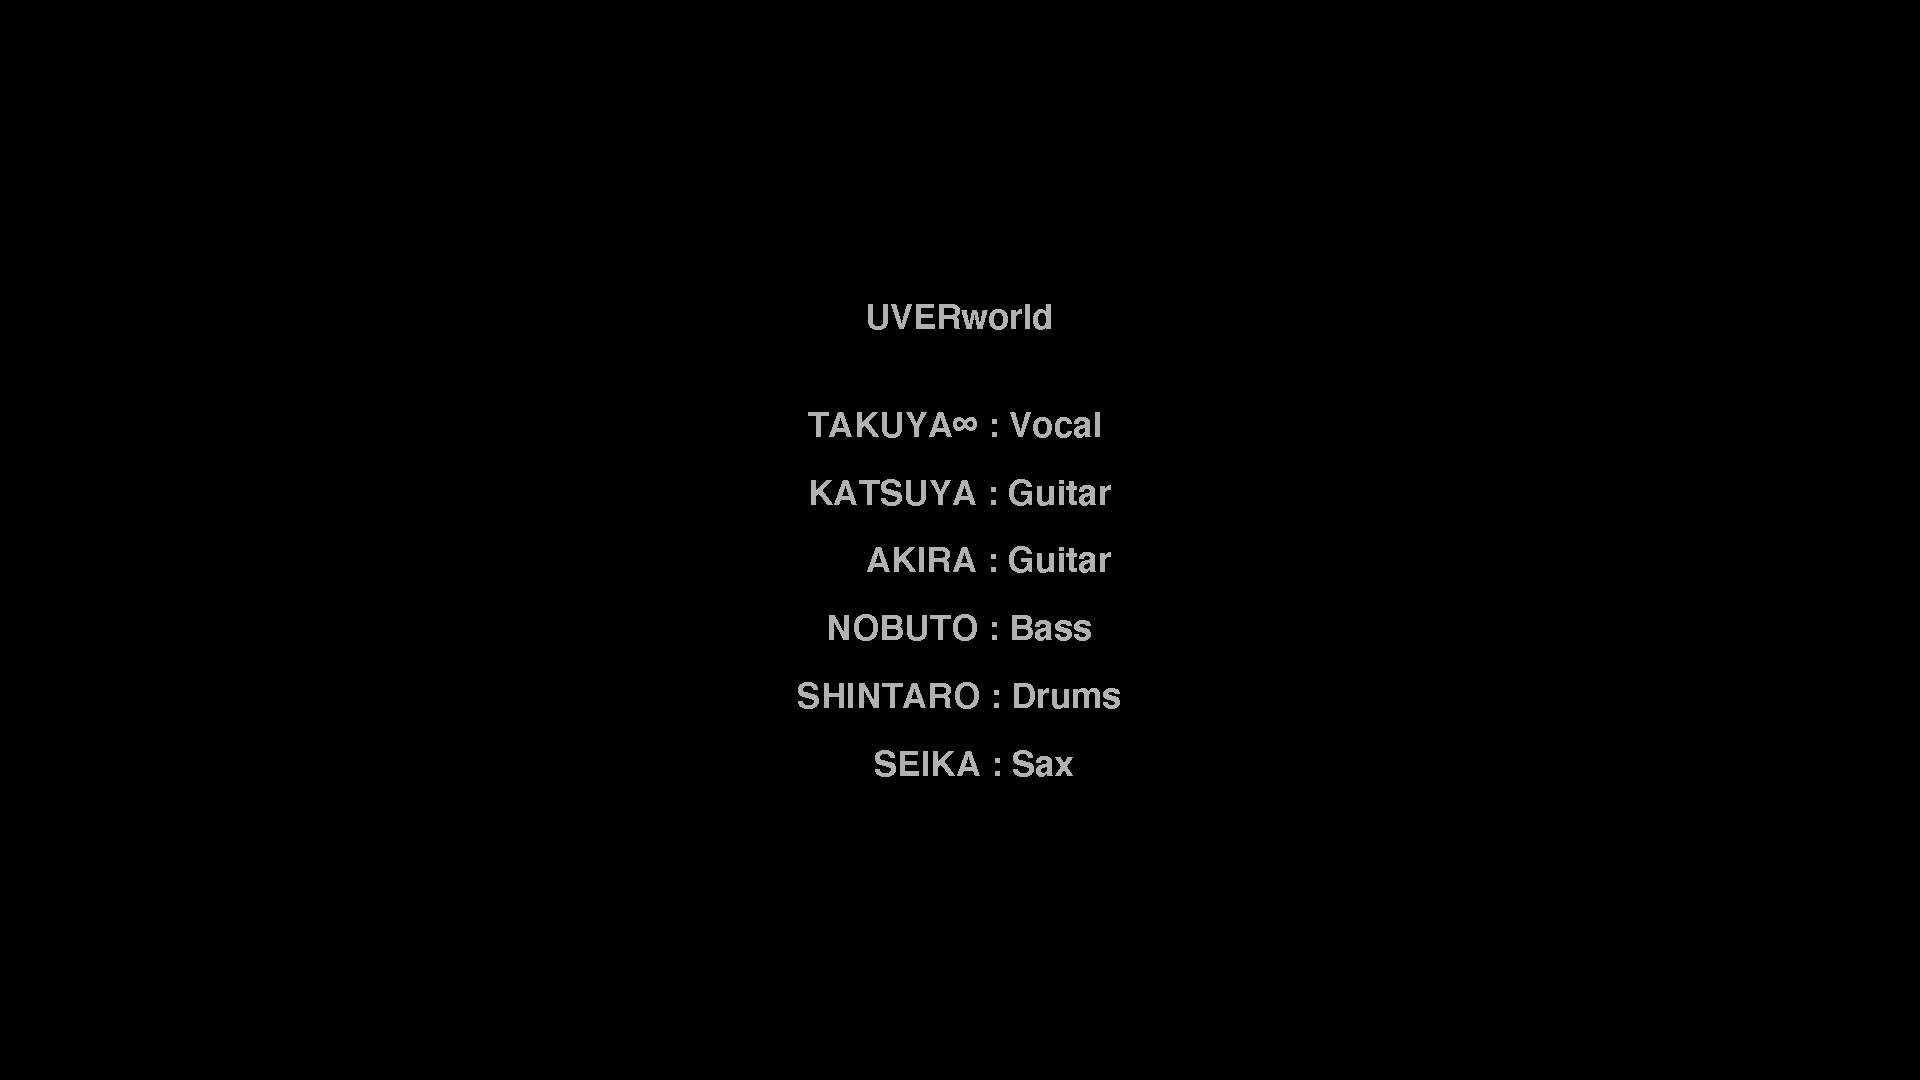 UVERworld
TAKUYA∞ : Vocal
KATSUYA : Guitar
AKIRA : Guitar
NOBUTO : Bass
SHINTARO : Drums
SEIKA : Sax